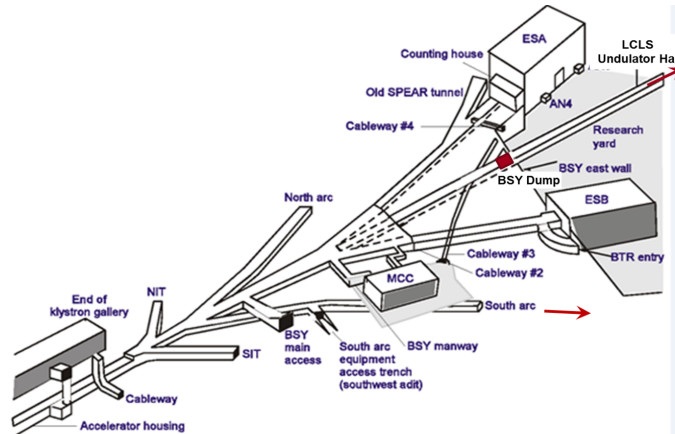 ESA
LCLS
Undulator Ha
Counting house
Old SPEAR tunnel
AN4
Cableway #4
Research
yard
BSY east wall
BSY Dump
ESB
North arc
Cableway #3
BTR entry
Cableway #2
MCC
End of
klystron gallery
NIT
South arc
SIT
BSY
main
access
South arc
equipment
access trench
(southwest adit)
BSY manway
Cableway
Accelerator housing